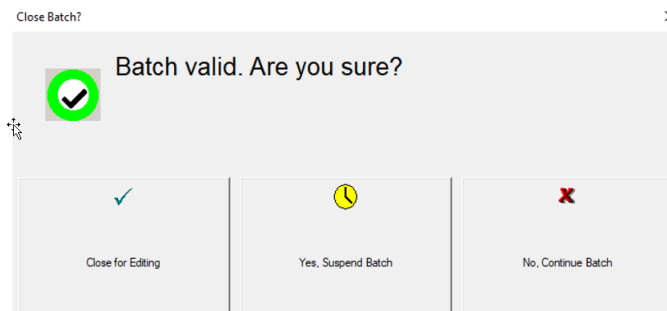 Close Batch?
Batch valid. Are you sure?
Close for Editing
Yes, Suspend Batch
No, Continue Batch